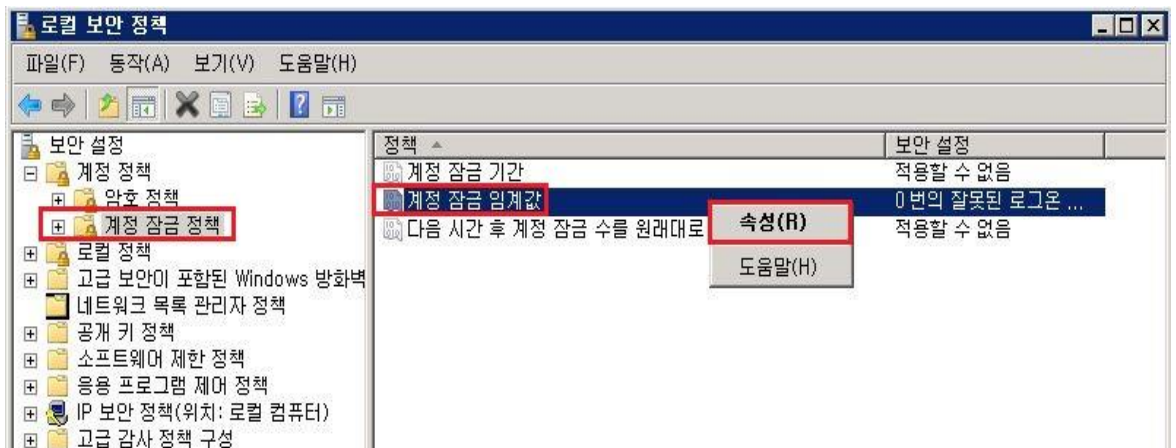 로컬 보안 정책
파일(F) 동작(A) 보기(V) 도움말(H)
보안 설정
계정 정책
암호 정책
계정 잠금 정책
로컬 정책
고급 보안이 포함된 Windows 방화벽
네트워크 목록 관리자 정책
공개 키 정책
소프트웨어 제한 정책
응용 프로그램 제어 정책
IP 보안 정책(위치: 로컬 컴퓨터)
고급 감사 정책 구성
정책 보안 설정
계정 잠금 기간 적용할 수 없음
계정 잠금 임계값 0 번의 잘못된 로그온 ...
다음 시간 후 계정 잠금 수를 원래대로 적용할 수 없음
속성(R)
도움말(H)